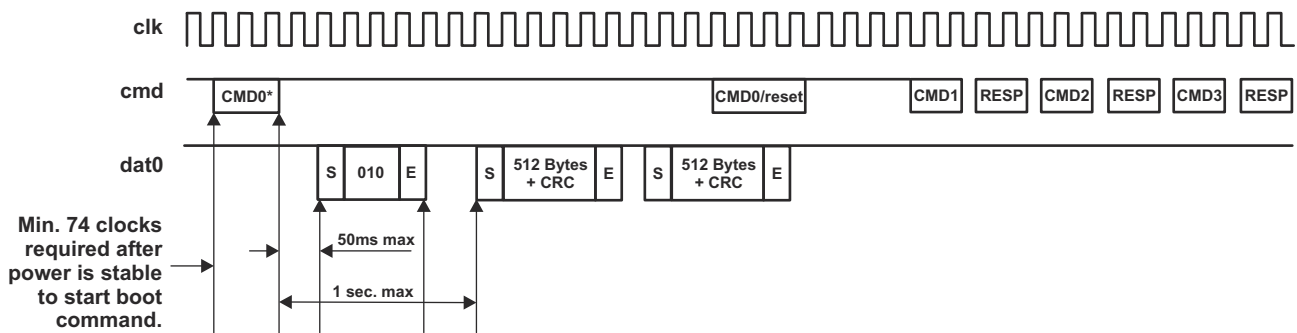 clk
cmd
CMD0*
CMD0/reset
CMD1
RESP
CMD2
RESP
CMD3
RESP
dat0
S
010
E
S
512 Bytes
+ CRC
E
S
512 Bytes
+ CRC
E
Min. 74 clocks
required after
power is stable
to start boot
command.
50ms max
1 sec. max